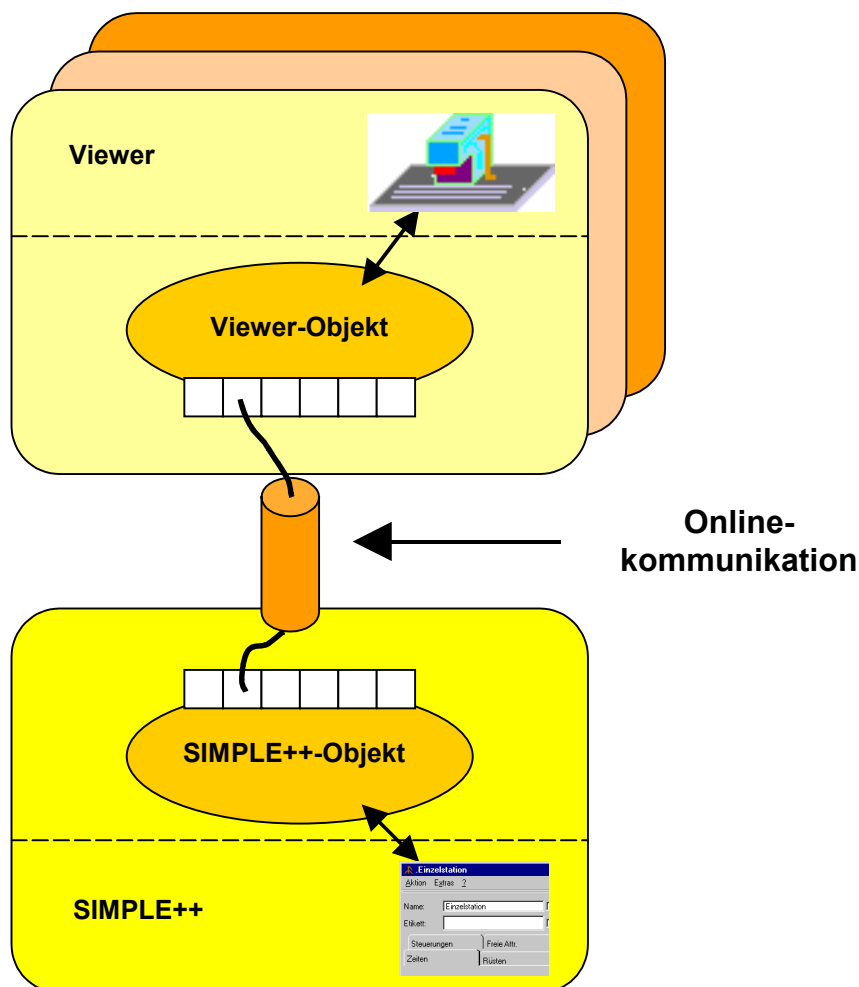 Viewer
Viewer-Objekt
Online-
kommunikation
SIMPLE++-Objekt
SIMPLE++
.Einzelstation
Aktion Extras ?
Name: Einzelstation
Etikett:
Steuerungen Freie Attr.
Zeiten Rüsten